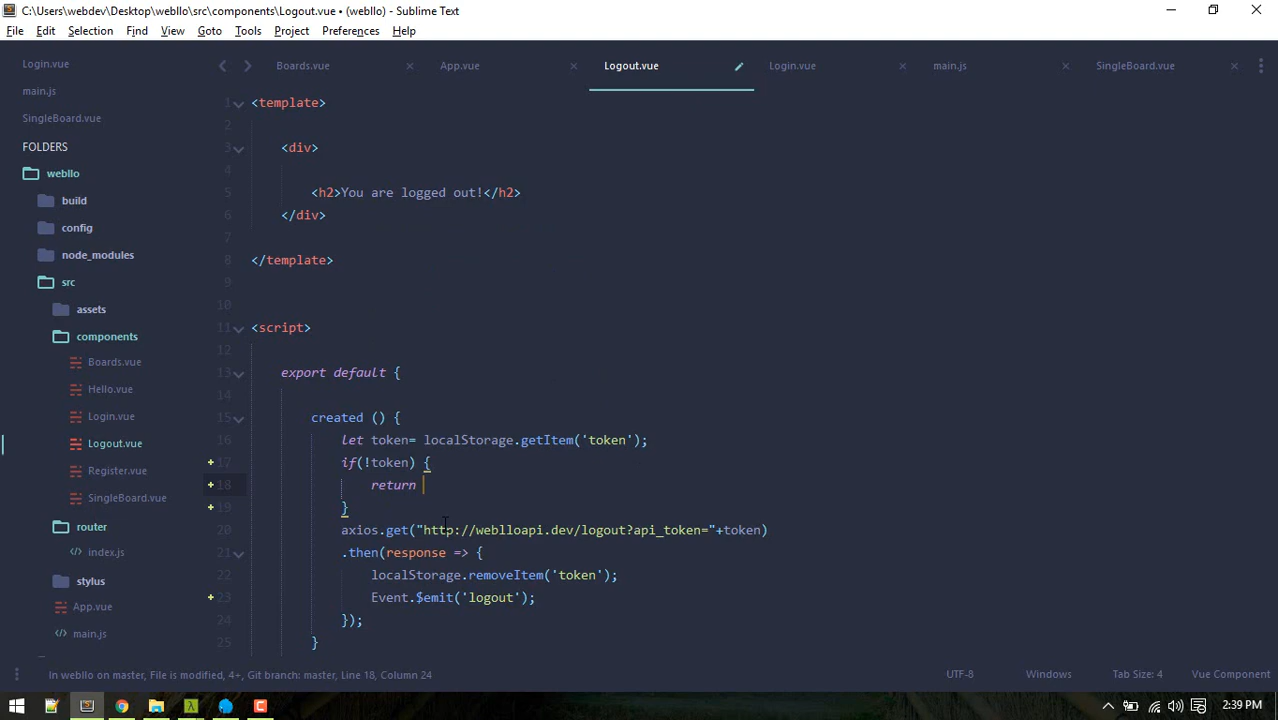 C:\Users\webdev\Desktop\webllo\src\components\Logout.vue • (webllo) - Sublime Text
File Edit Selection Find View Goto Tools Project Preferences Help
Login.vue
main.js
SingleBoard.vue
FOLDERS
webllo
build
config
node_modules
src
assets
components
Boards.vue
Hello.vue
Login.vue
Logout.vue
Register.vue
SingleBoard.vue
router
index.js
stylus
App.vue
main.js
Boards.vue × App.vue × Logout.vue Login.vue × main.js × SingleBoard.vue ×
1 <template>
2
3 <div>
4
5 <h2>You are logged out!</h2>
6 </div>
7
8 </template>
9
10
11 <script>
12
13 export default {
14
15 created () {
16 let token= localStorage.getItem('token');
17 if(!token) {
18 return
19 }
20 axios.get("http://weblloapi.dev/logout?api_token="+token)
21 .then(response => {
22 localStorage.removeItem('token');
23 Event.$emit('logout');
24 });
25 }
In webllo on master, File is modified, 4+, Git branch: master, Line 18, Column 24 UTF-8 Windows Tab Size: 4 Vue Component
2:39 PM